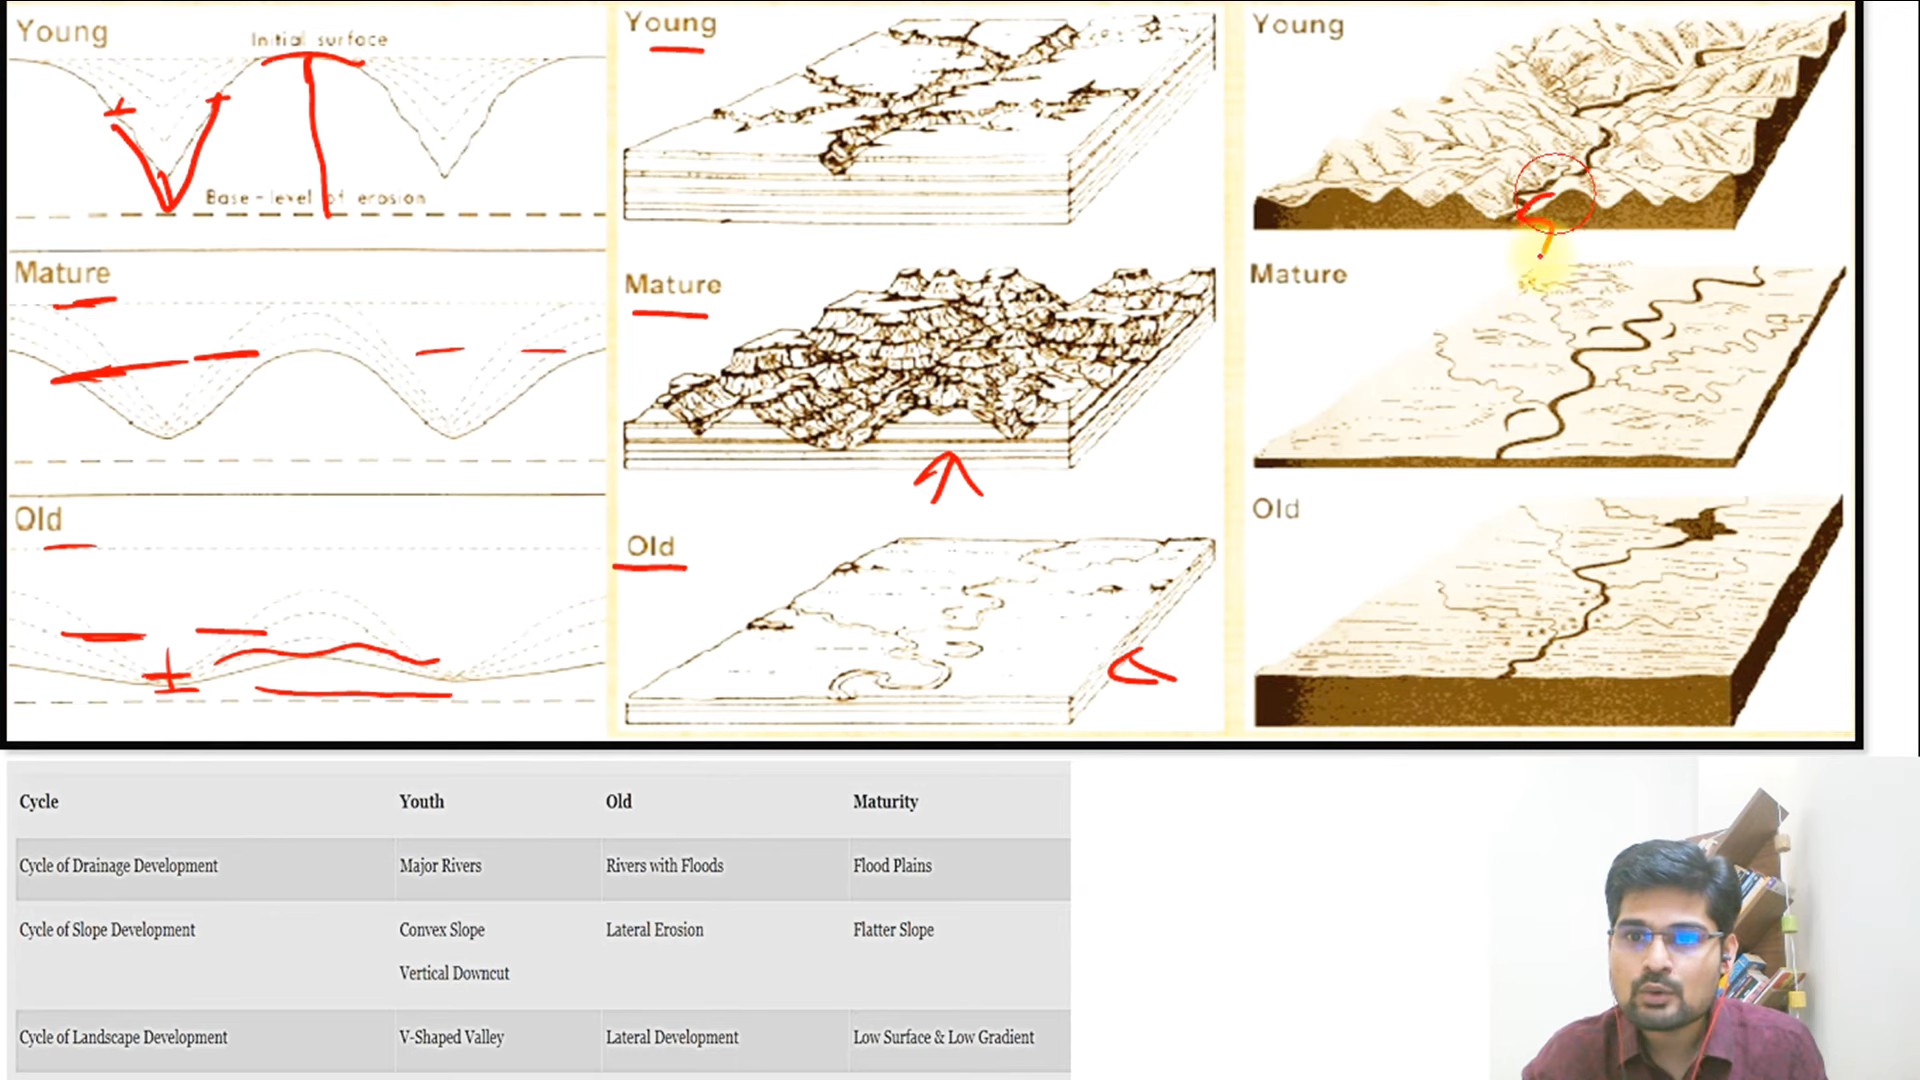 Young
Initial surface
Base-level of erosion
Mature
Old
Young
Mature
Old
Young
Mature
Old
Cycle Youth Old Maturity
Cycle of Drainage Development Major Rivers Rivers with Floods Flood Plains
Cycle of Slope Development Convex Slope Lateral Erosion Flatter Slope
Vertical Downcut
Cycle of Landscape Development V-Shaped Valley Lateral Development Low Surface & Low Gradient